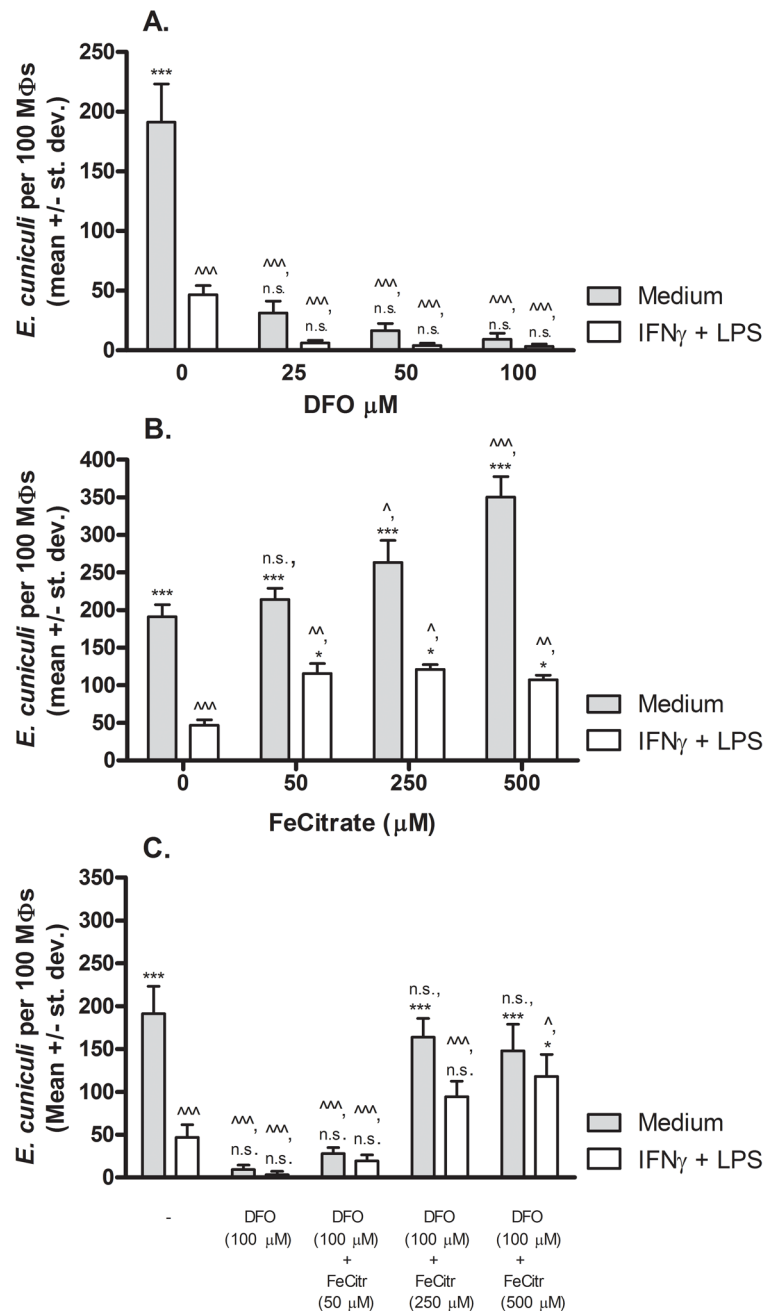 A.
E. cuniculi per 100 MΦs
(mean +/- st. dev.)
250
200
150
100
50
0
***
^^^
^^^,
n.s.
^^^,
n.s.
^^^,
n.s.
^^^,
n.s.
^^^,
n.s.
^^^,
n.s.
0 25 50 100
DFO μM
Medium
IFNγ + LPS
B.
E. cuniculi per 100 MΦs
(mean +/- st. dev.)
400
350
300
250
200
150
100
50
0
***
^^^
n.s.,
***
^^,
*
^,
***
^,
*
^^^,
***
^^,
*
0 50 250 500
FeCitrate (μM)
Medium
IFNγ + LPS
C.
E. cuniculi per 100 MΦs
(Mean +/- st. dev.)
350
300
250
200
150
100
50
0
***
^^^
^^^,
n.s.
^^^,
n.s.
^^^,
n.s.
^^^,
n.s.
n.s.,
***
^^^,
n.s.
n.s.,
***
^,
*
-
DFO
(100 μM)
DFO
(100 μM)
+
FeCitr
(50 μM)
DFO
(100 μM)
+
FeCitr
(250 μM)
DFO
(100 μM)
+
FeCitr
(500 μM)
Medium
IFNγ + LPS